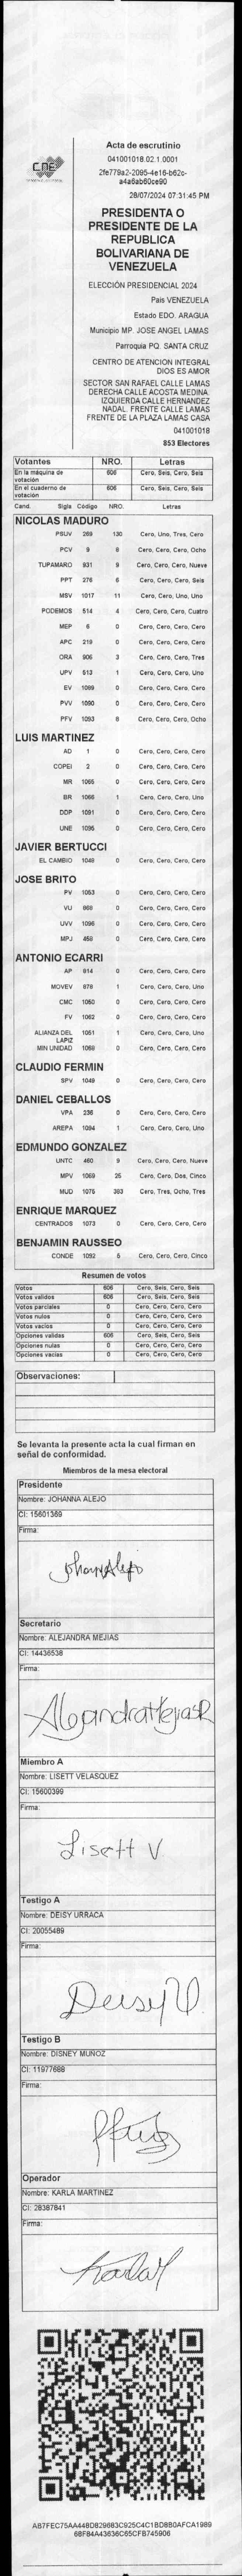 cne
Acta de escrutinio
041001018.02.1.0001
2fe779a2-2095-4e16-b62c-
a4a6ab60ce90
28/07/2024 07:31:45 PM
PRESIDENTA O
PRESIDENTE DE LA
REPUBLICA
BOLIVARIANA DE
VENEZUELA
ELECCIÓN PRESIDENCIAL 2024
Pais VENEZUELA
Estado EDO. ARAGUA
Municipio MP. JOSE ANGEL LAMAS
Parroquia PQ. SANTA CRUZ
CENTRO DE ATENCION INTEGRAL
DIOS ES AMOR
SECTOR SAN RAFAEL CALLE LAMAS
DERECHA CALLE ACOSTA MEDINA.
IZQUIERDA CALLE HERNANDEZ
NADAL. FRENTE CALLE LAMAS
FRENTE DE LA PLAZA LAMAS CASA
041001018
853 Electores
Votantes NRO. Letras
En la máquina de votación 606 Cero, Seis, Cero, Seis
En el cuaderno de votación 606 Cero, Seis, Cero, Seis
Cand. Sigla Código NRO. Letras
NICOLAS MADURO
PSUV 269 130 Cero, Uno, Tres, Cero
PCV 9 8 Cero, Cero, Cero, Ocho
TUPAMARO 931 9 Cero, Cero, Cero, Nueve
PPT 276 6 Cero, Cero, Cero, Seis
MSV 1017 11 Cero, Cero, Uno, Uno
PODEMOS 514 4 Cero, Cero, Cero, Cuatro
MEP 6 0 Cero, Cero, Cero, Cero
APC 219 0 Cero, Cero, Cero, Cero
ORA 906 3 Cero, Cero, Cero, Tres
UPV 513 1 Cero, Cero, Cero, Uno
EV 1099 0 Cero, Cero, Cero, Cero
PVV 1090 0 Cero, Cero, Cero, Cero
PFV 1093 8 Cero, Cero, Cero, Ocho
LUIS MARTINEZ
AD 1 0 Cero, Cero, Cero, Cero
COPEI 2 0 Cero, Cero, Cero, Cero
MR 1065 0 Cero, Cero, Cero, Cero
BR 1066 1 Cero, Cero, Cero, Uno
DDP 1091 0 Cero, Cero, Cero, Cero
UNE 1095 0 Cero, Cero, Cero, Cero
JAVIER BERTUCCI
EL CAMBIO 1048 0 Cero, Cero, Cero, Cero
JOSE BRITO
PV 1053 0 Cero, Cero, Cero, Cero
VU 868 0 Cero, Cero, Cero, Cero
UVV 1096 0 Cero, Cero, Cero, Cero
MPJ 458 0 Cero, Cero, Cero, Cero
ANTONIO ECARRI
AP 914 0 Cero, Cero, Cero, Cero
MOVEV 878 1 Cero, Cero, Cero, Uno
CMC 1050 0 Cero, Cero, Cero, Cero
FV 1062 0 Cero, Cero, Cero, Cero
ALIANZA DEL LAPIZ 1051 1 Cero, Cero, Cero, Uno
MIN UNIDAD 1068 0 Cero, Cero, Cero, Cero
CLAUDIO FERMIN
SPV 1049 0 Cero, Cero, Cero, Cero
DANIEL CEBALLOS
VPA 236 0 Cero, Cero, Cero, Cero
AREPA 1094 1 Cero, Cero, Cero, Uno
EDMUNDO GONZALEZ
UNTC 460 9 Cero, Cero, Cero, Nueve
MPV 1069 25 Cero, Cero, Dos, Cinco
MUD 1075 383 Cero, Tres, Ocho, Tres
ENRIQUE MARQUEZ
CENTRADOS 1073 0 Cero, Cero, Cero, Cero
BENJAMIN RAUSSEO
CONDE 1092 5 Cero, Cero, Cero, Cinco
Resumen de votos
Votos 606 Cero, Seis, Cero, Seis
Votos validos 606 Cero, Seis, Cero, Seis
Votos parciales 0 Cero, Cero, Cero, Cero
Votos nulos 0 Cero, Cero, Cero, Cero
Votos vacios 0 Cero, Cero, Cero, Cero
Opciones validas 606 Cero, Seis, Cero, Seis
Opciones nulas 0 Cero, Cero, Cero, Cero
Opciones vacias 0 Cero, Cero, Cero, Cero
Observaciones:
Se levanta la presente acta la cual firman en
señal de conformidad.
Miembros de la mesa electoral
Presidente
Nombre: JOHANNA ALEJO
CI: 15601369
Firma:
Johana Alejo
Secretario
Nombre: ALEJANDRA MEJIAS
CI: 14436538
Firma:
Alejandra Mejias R
Miembro A
Nombre: LISETT VELASQUEZ
CI: 15600399
Firma:
Lisett V
Testigo A
Nombre: DEISY URRACA
CI: 20055489
Firma:
Deisy U.
Testigo B
Nombre: DISNEY MUÑOZ
CI: 11977688
Firma:
Operador
Nombre: KARLA MARTINEZ
CI: 28387841
Firma:
Karla M
AB7FEC75AA448D829683C925C4C1BD8B0AFCA1989
6BF84A43636C65CFB745906